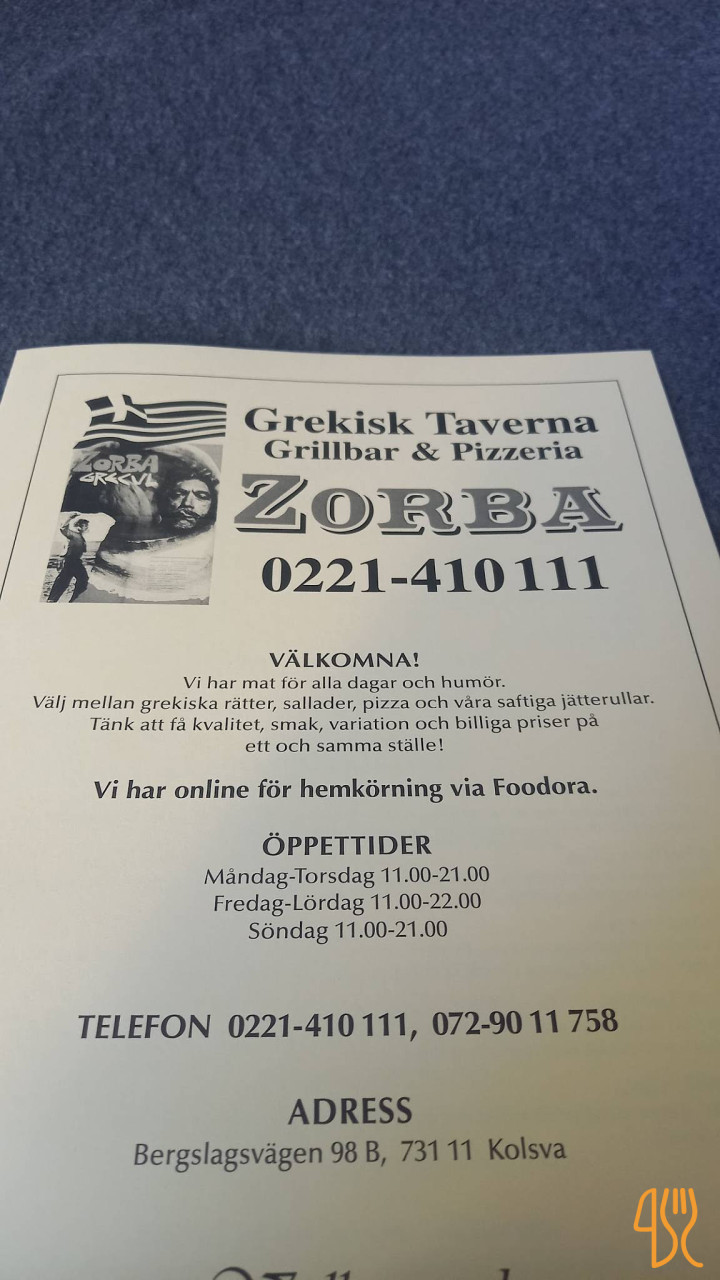 Grekisk Taverna
Grillbar & Pizzeria
ZORBA
GRECUL
ZORBA
0221-410 111
VÄLKOMNA!
Vi har mat för alla dagar och humör.
Välj mellan grekiska rätter, sallader, pizza och våra saftiga jätterullar.
Tänk att få kvalitet, smak, variation och billiga priser på
ett och samma ställe!
Vi har online för hemkörning via Foodora.
ÖPPETTIDER
Måndag-Torsdag 11.00-21.00
Fredag-Lördag 11.00-22.00
Söndag 11.00-21.00
TELEFON 0221-410 111, 072-90 11 758
ADRESS
Bergslagsvägen 98 B, 731 11 Kolsva